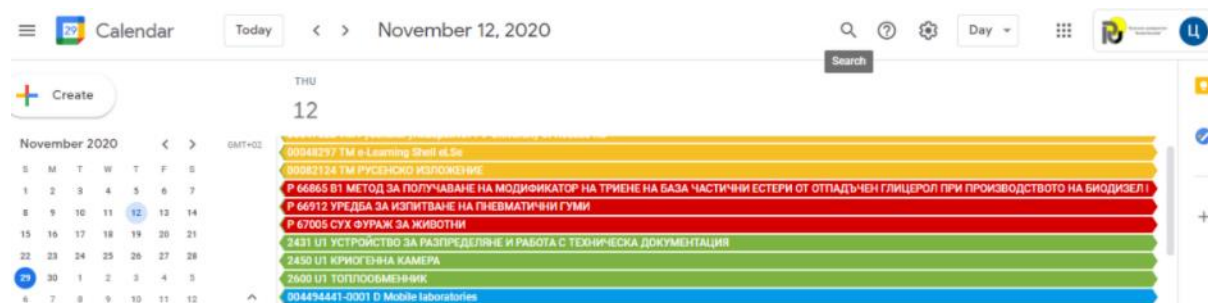 Calendar
Today
November 12, 2020
Day
Ц
Search
Create
THU
12
November 2020
GMT+02
S M T W T F S
1 2 3 4 5 6 7
8 9 10 11 12 13 14
15 16 17 18 19 20 21
22 23 24 25 26 27 28
29 30 1 2 3 4 5
6 7 8 9 10 11 12
00048297 TM e-Learning Shell eLSe
00082124 TM РУСЕНСКО ИЗЛОЖЕНИЕ
P 66865 B1 МЕТОД ЗА ПОЛУЧАВАНЕ НА МОДИФИКАТОР НА ТРИЕНЕ НА БАЗА ЧАСТИЧНИ ЕСТЕРИ ОТ ОТПАДЪЧЕН ГЛИЦЕРОЛ ПРИ ПРОИЗВОДСТВОТО НА БИОДИЗЕЛ
P 66912 УРЕДБА ЗА ИЗПИТВАНЕ НА ПНЕВМАТИЧНИ ГУМИ
P 67005 СУХ ФУРАЖ ЗА ЖИВОТНИ
2431 U1 УСТРОЙСТВО ЗА РАЗПРЕДЕЛЯНЕ И РАБОТА С ТЕХНИЧЕСКА ДОКУМЕНТАЦИЯ
2450 U1 КРИОГЕННА КАМЕРА
2600 U1 ТОПЛООБМЕННИК
004494441-0001 D Mobile laboratories